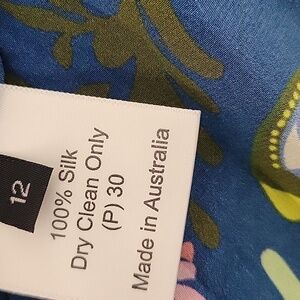 12
100% Silk
Dry Clean Only
(P) 30
Made in Australia